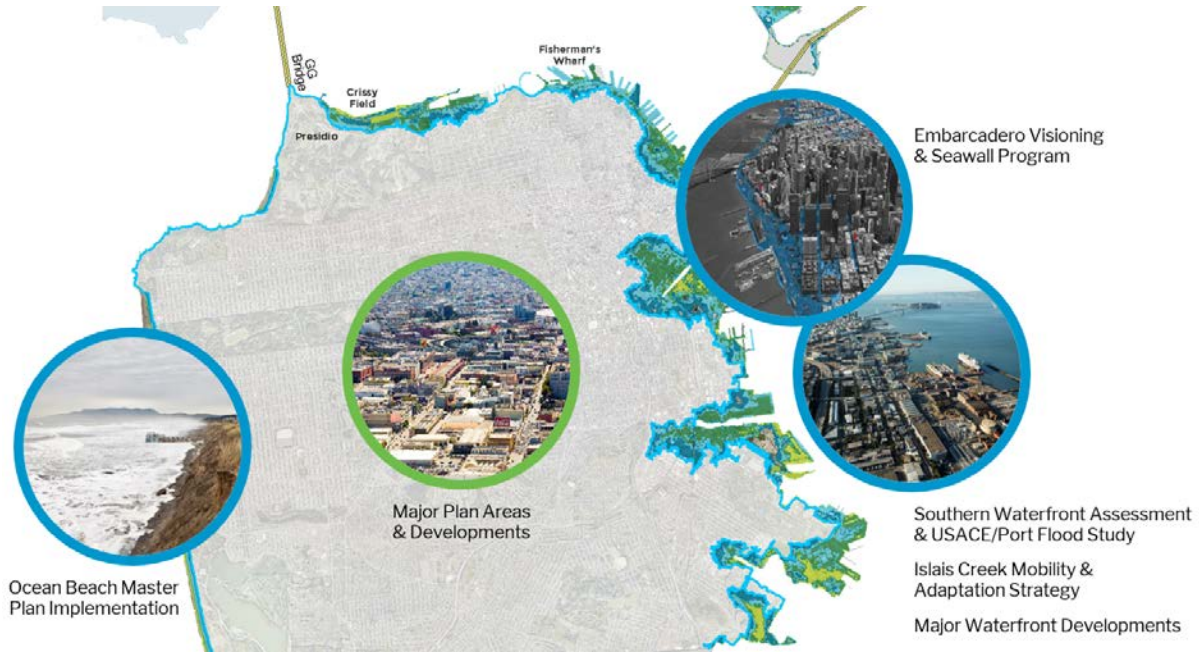 GG
Bridge
Crissy
Field
Presidio
Fisherman's
Wharf
Embarcadero Visioning
& Seawall Program
Major Plan Areas
& Developments
Ocean Beach Master
Plan Implementation
Southern Waterfront Assessment
& USACE/Port Flood Study
Islais Creek Mobility &
Adaptation Strategy
Major Waterfront Developments